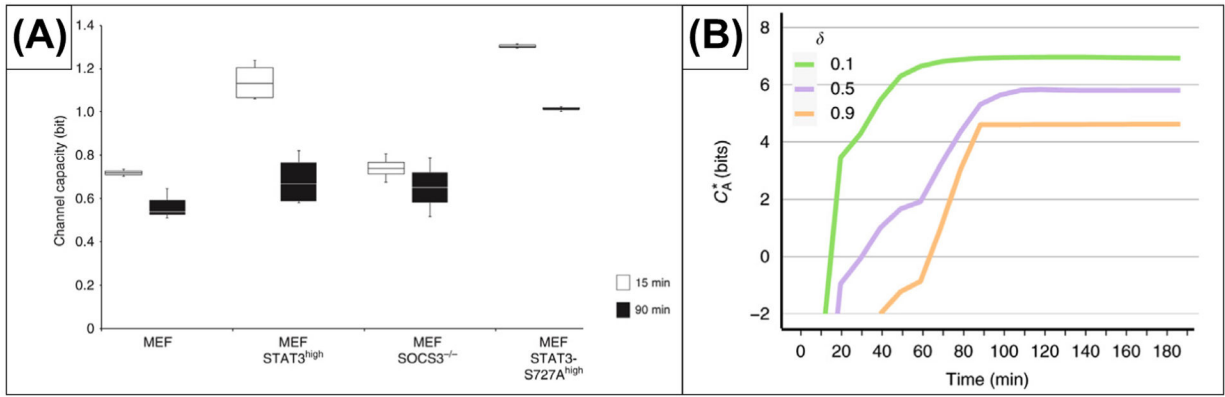 (A)
Channel capacity (bit)
1.4
1.2
1.0
0.8
0.6
0.4
0.2
0
MEF
MEF
STAT3high
MEF
SOCS3−/−
MEF
STAT3-
S727Ahigh
15 min
90 min
(B)
δ
0.1
0.5
0.9
C*A (bits)
8
6
4
2
0
−2
0 20 40 60 80 100 120 140 160 180
Time (min)